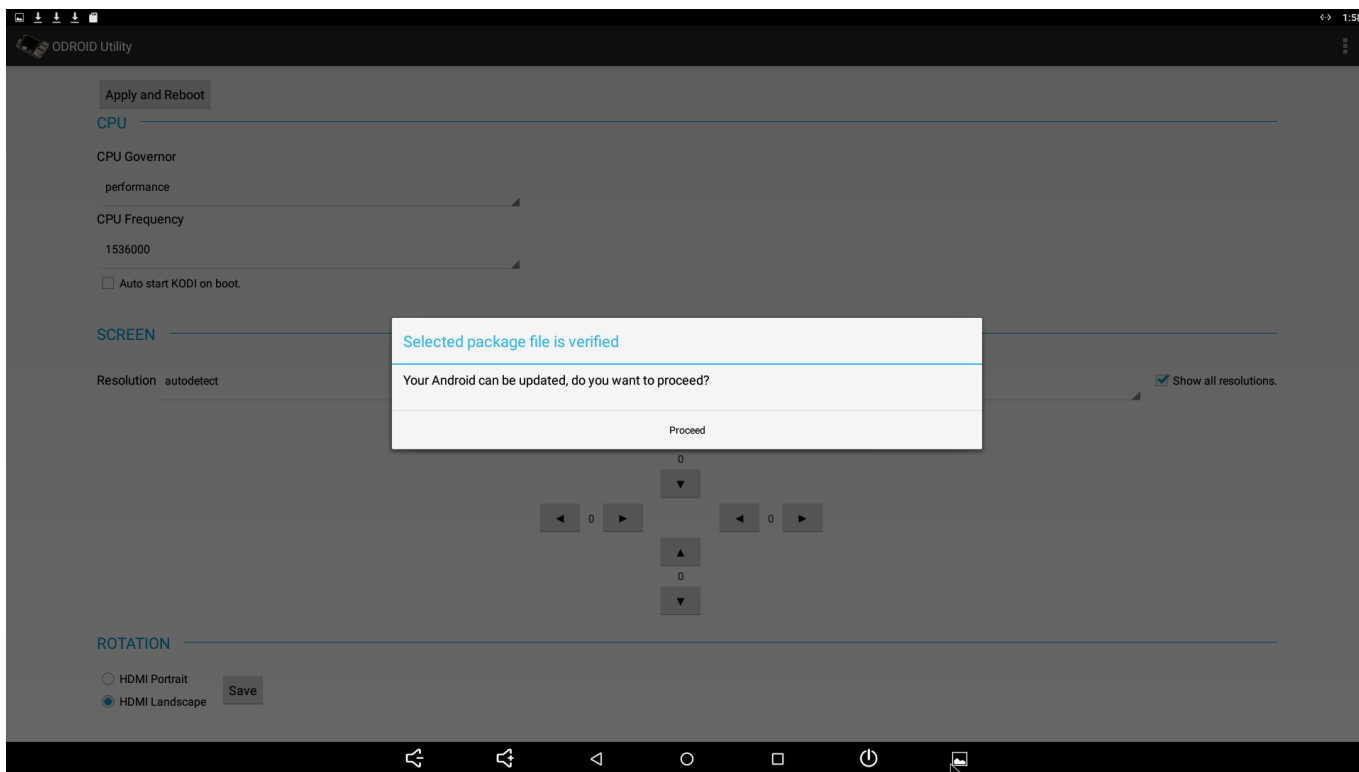 1:58
ODROID Utility
Apply and Reboot
CPU
CPU Governor
performance
CPU Frequency
1536000
Auto start KODI on boot.
SCREEN
Selected package file is verified
Resolution autodetect
Your Android can be updated, do you want to proceed?
Show all resolutions.
Proceed
0
0 0
0
ROTATION
HDMI Portrait
Save
HDMI Landscape